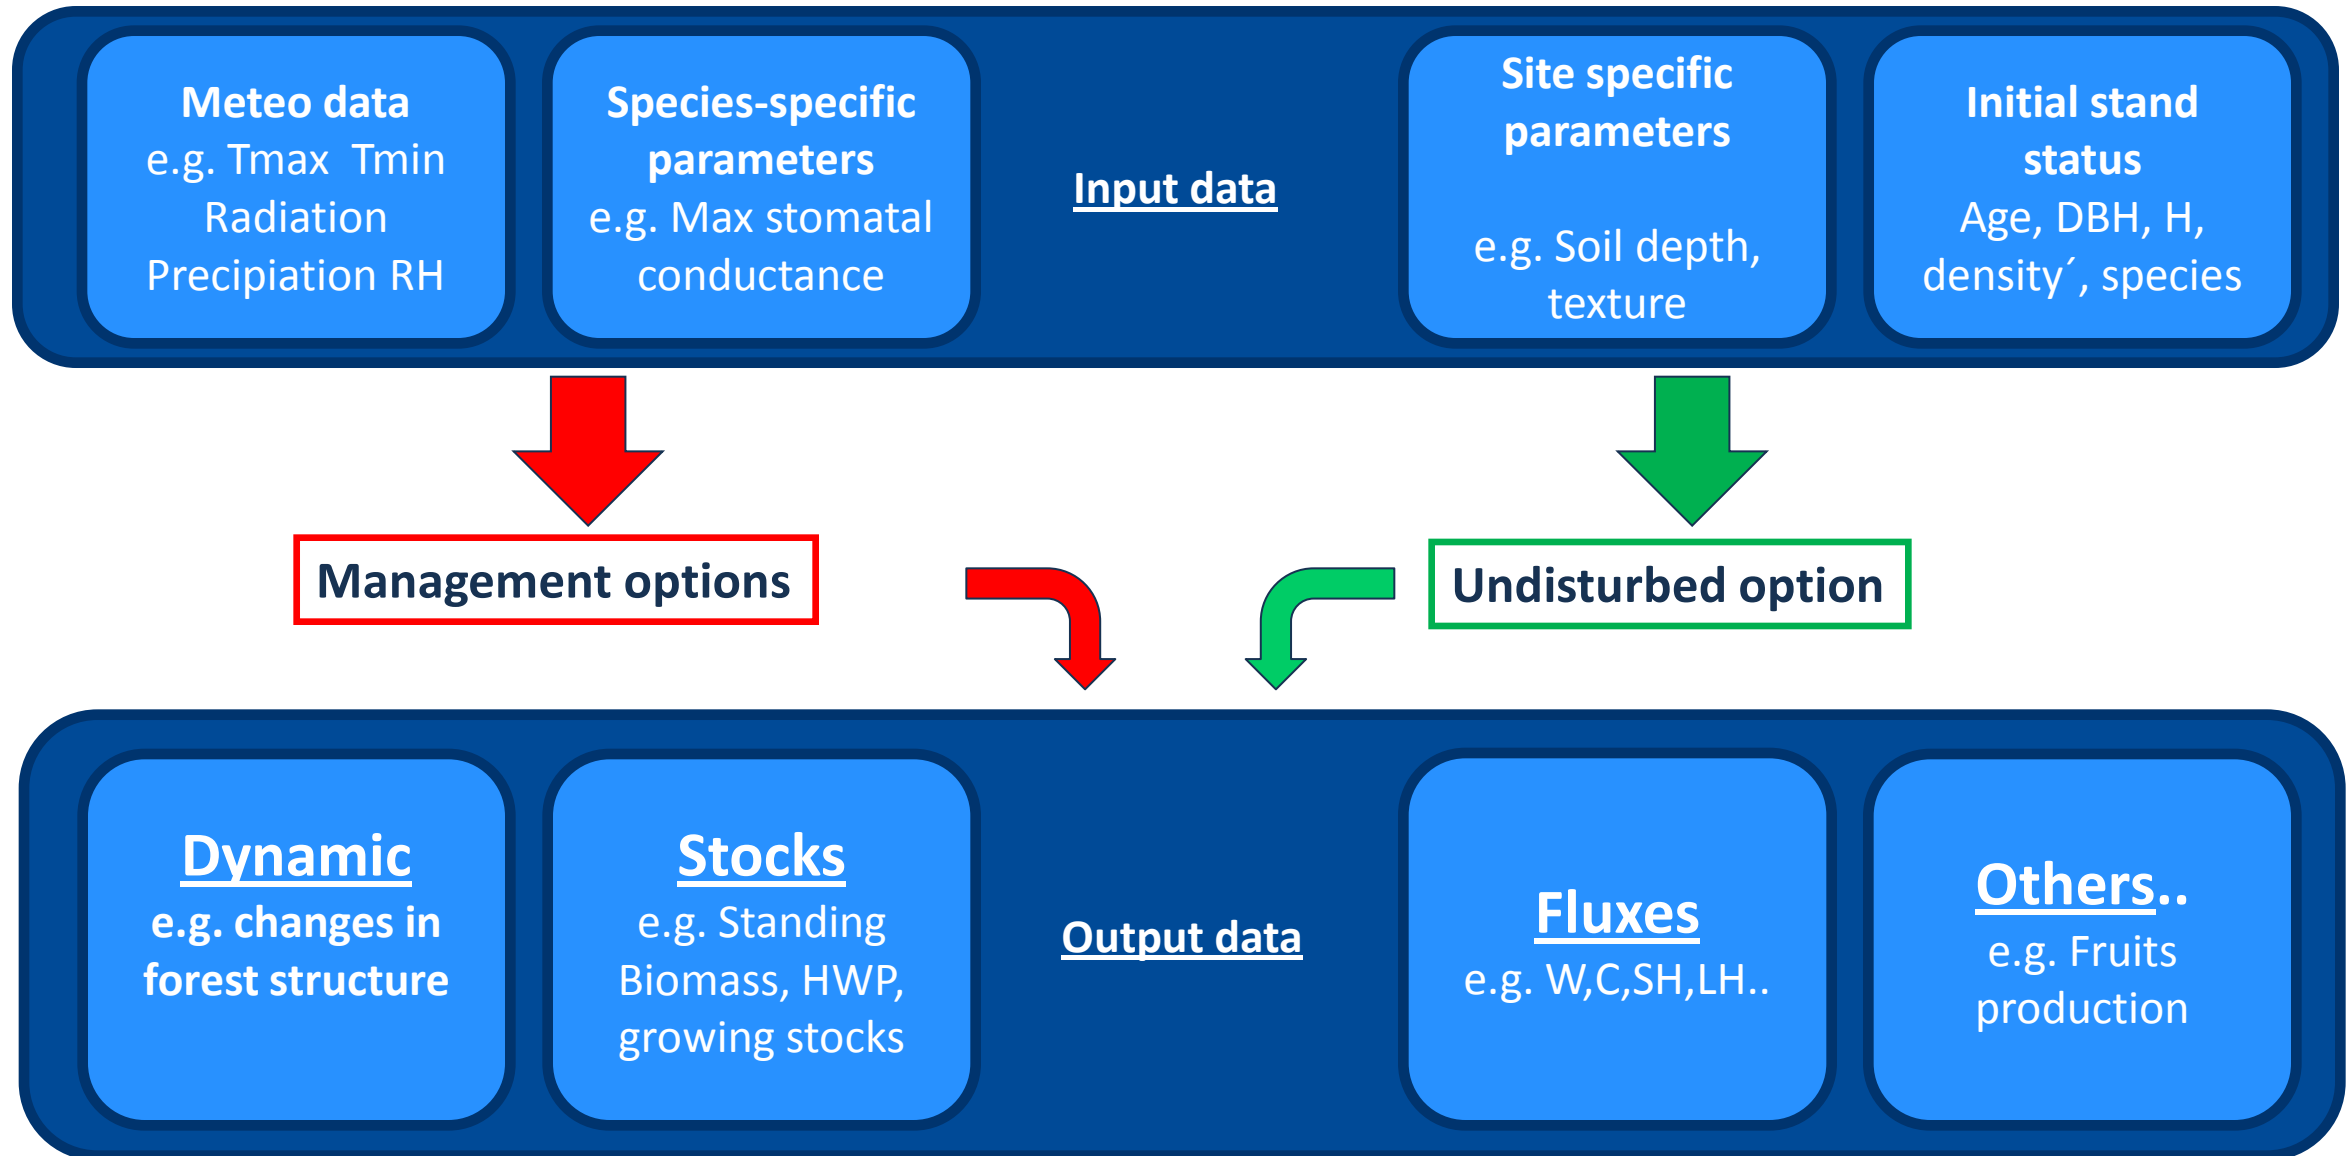 Meteo data
e.g. Tmax  Tmin
Radiation
Precipiation RH
Species-specific
parameters
e.g. Max stomatal
conductance
Input data
Site specific
parameters
e.g. Soil depth,
texture
Initial stand
status
Age, DBH, H,
density´, species
Management options
Undisturbed option
Dynamic
e.g. changes in
forest structure
Stocks
e.g. Standing
Biomass, HWP,
growing stocks
Output data
Fluxes
e.g. W,C,SH,LH..
Others..
e.g. Fruits
production